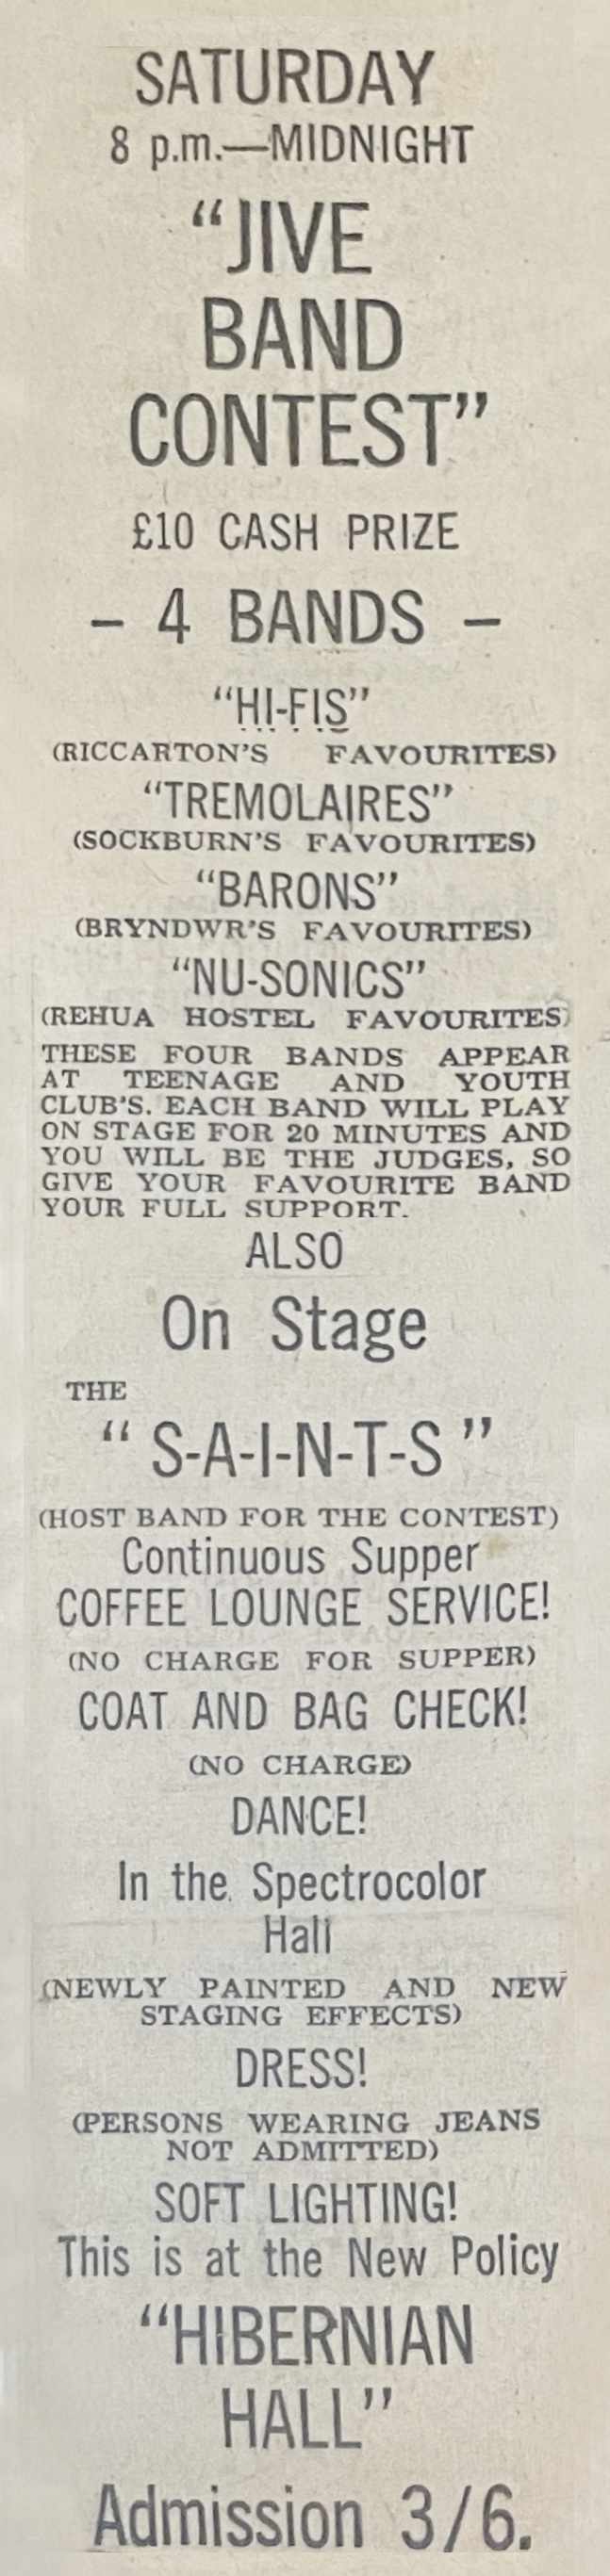 SATURDAY
8 p.m.—MIDNIGHT
“JIVE
BAND
CONTEST”
£10 CASH PRIZE
– 4 BANDS –
“HI-FIS”
(RICCARTON'S FAVOURITES)
“TREMOLAIRES”
(SOCKBURN'S FAVOURITES)
“BARONS”
(BRYNDWR'S FAVOURITES)
“NU-SONICS”
(REHUA HOSTEL FAVOURITES)
THESE FOUR BANDS APPEAR
AT TEENAGE AND YOUTH
CLUB'S. EACH BAND WILL PLAY
ON STAGE FOR 20 MINUTES AND
YOU WILL BE THE JUDGES, SO
GIVE YOUR FAVOURITE BAND
YOUR FULL SUPPORT.
ALSO
On Stage
THE
“ S-A-I-N-T-S ”
(HOST BAND FOR THE CONTEST)
Continuous Supper
COFFEE LOUNGE SERVICE!
(NO CHARGE FOR SUPPER)
COAT AND BAG CHECK!
(NO CHARGE)
DANCE!
In the Spectrocolor
Hall
(NEWLY PAINTED AND NEW
STAGING EFFECTS)
DRESS!
(PERSONS WEARING JEANS
NOT ADMITTED)
SOFT LIGHTING!
This is at the New Policy
“HIBERNIAN
HALL”
Admission 3/6.